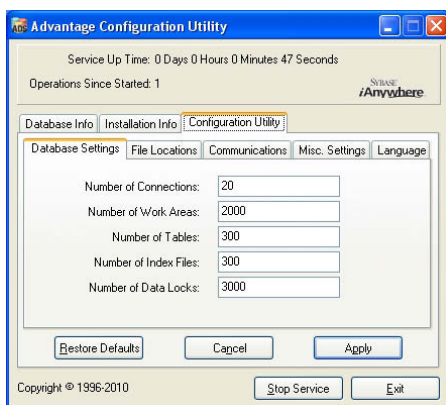 ADS Advantage Configuration Utility
Service Up Time: 0 Days 0 Hours 0 Minutes 47 Seconds
Operations Since Started: 1
SYBASE
iAnywhere
Database Info Installation Info Configuration Utility
Database Settings File Locations Communications Misc. Settings Language
Number of Connections: 20
Number of Work Areas: 2000
Number of Tables: 300
Number of Index Files: 300
Number of Data Locks: 3000
Restore Defaults Cancel Apply
Copyright © 1996-2010 Stop Service Exit